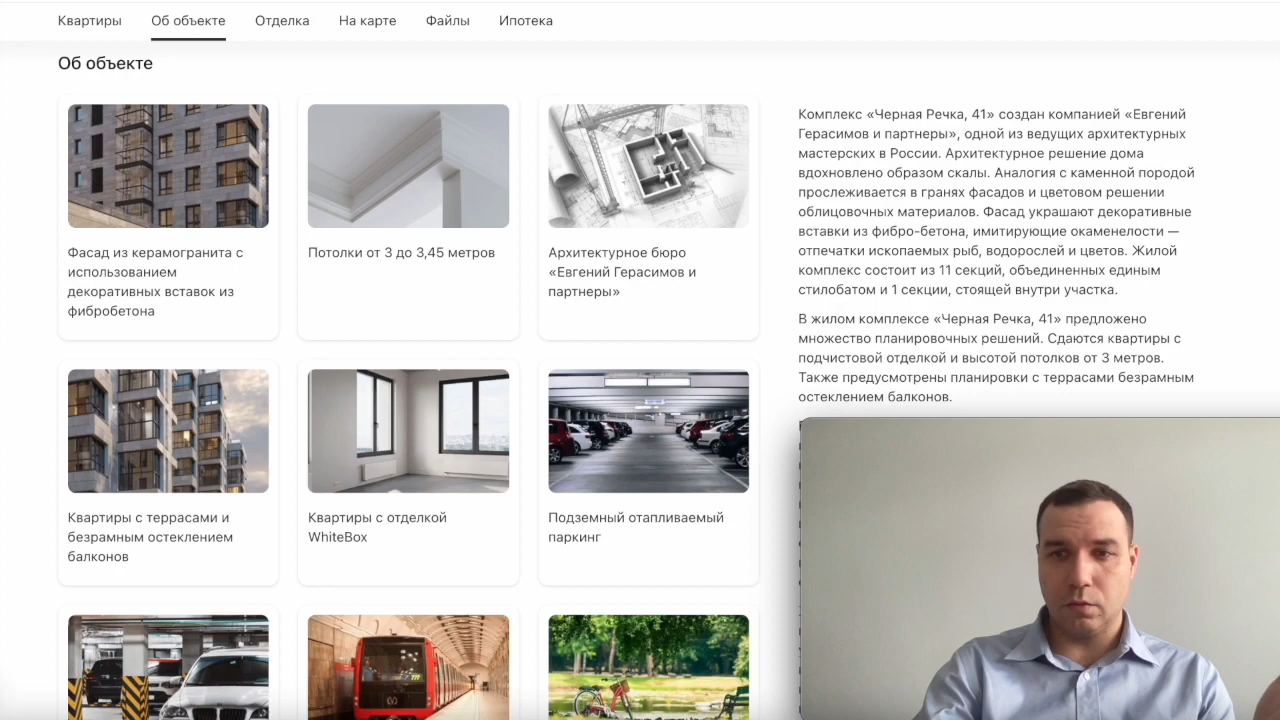 Квартиры
Об объекте
Отделка
На карте
Файлы
Ипотека
Об объекте
Фасад из керамогранита с
использованием
декоративных вставок из
фибробетона
Потолки от 3 до 3,45 метров
Архитектурное бюро
«Евгений Герасимов и
партнеры»
Квартиры с террасами и
безрамным остеклением
балконов
Квартиры с отделкой
WhiteBox
Подземный отапливаемый
паркинг
Комплекс «Черная Речка, 41» создан компанией «Евгений
Герасимов и партнеры», одной из ведущих архитектурных
мастерских в России. Архитектурное решение дома
вдохновлено образом скалы. Аналогия с каменной породой
прослеживается в гранях фасадов и цветовом решении
облицовочных материалов. Фасад украшают декоративные
вставки из фибро-бетона, имитирующие окаменелости —
отпечатки ископаемых рыб, водорослей и цветов. Жилой
комплекс состоит из 11 секций, объединенных единым
стилобатом и 1 секции, стоящей внутри участка.
В жилом комплексе «Черная Речка, 41» предложено
множество планировочных решений. Сдаются квартиры с
подчистовой отделкой и высотой потолков от 3 метров.
Также предусмотрены планировки с террасами безрамным
остеклением балконов.